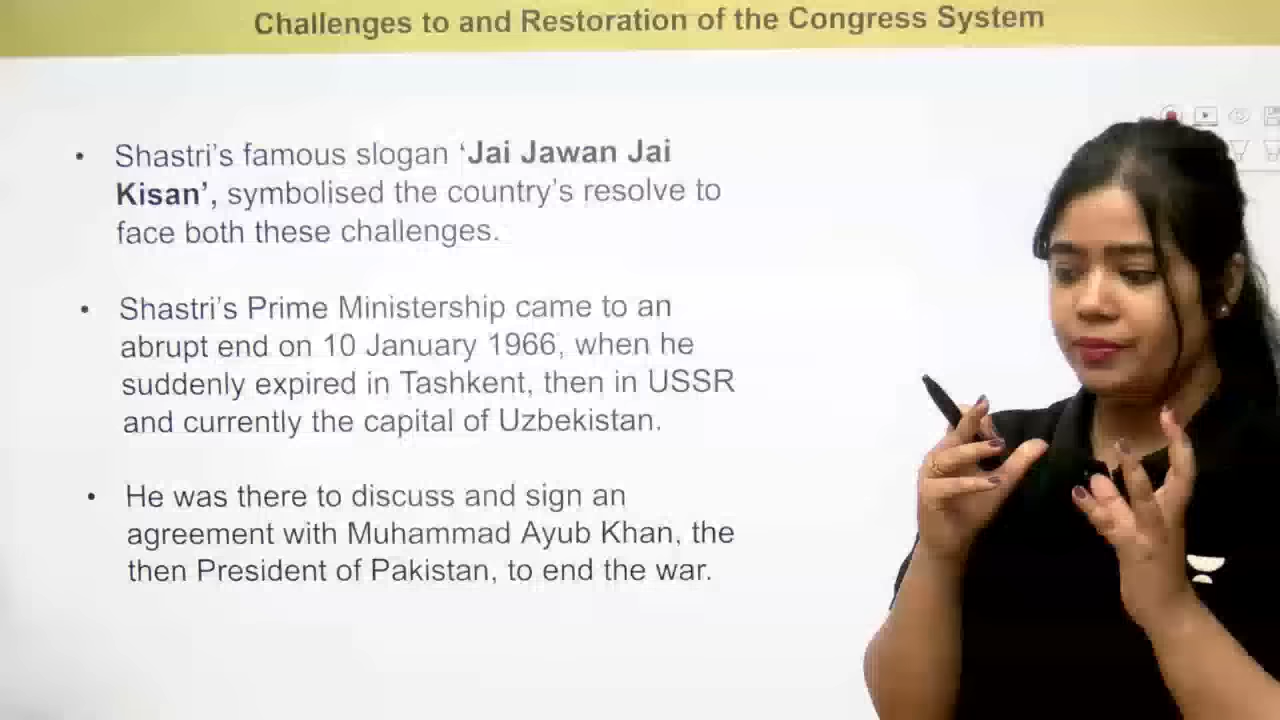 Challenges to and Restoration of the Congress System
• Shastri's famous slogan ‘Jai Jawan Jai
Kisan’, symbolised the country's resolve to
face both these challenges.
• Shastri's Prime Ministership came to an
abrupt end on 10 January 1966, when he
suddenly expired in Tashkent, then in USSR
and currently the capital of Uzbekistan.
• He was there to discuss and sign an
agreement with Muhammad Ayub Khan, the
then President of Pakistan, to end the war.